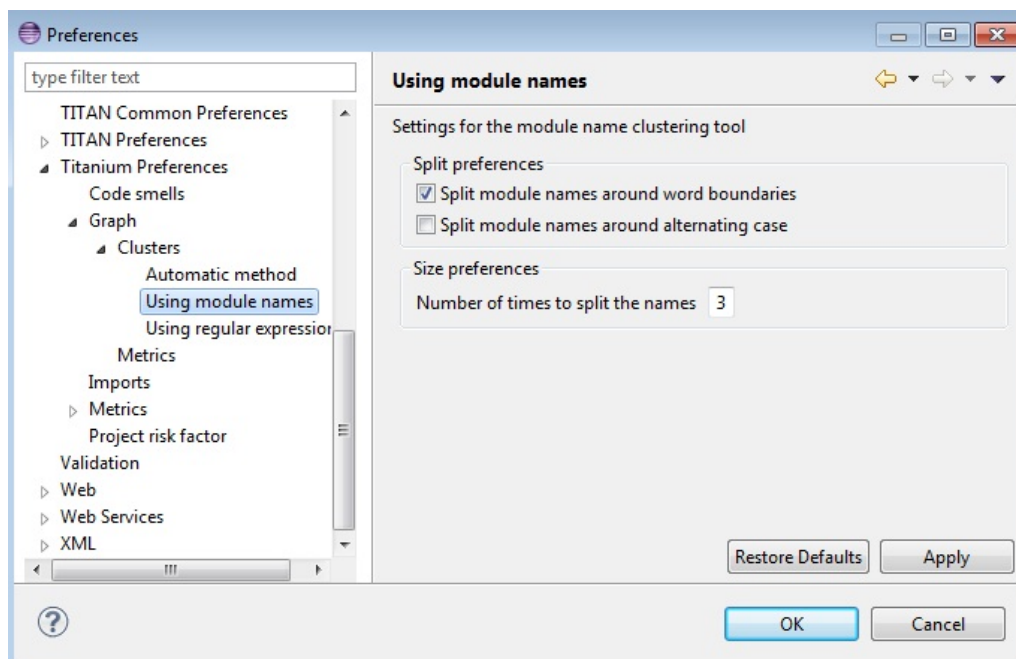 Preferences
type filter text
TITAN Common Preferences
TITAN Preferences
Titanium Preferences
Code smells
Graph
Clusters
Automatic method
Using module names
Using regular expression
Metrics
Imports
Metrics
Project risk factor
Validation
Web
Web Services
XML
Using module names
Settings for the module name clustering tool
Split preferences
Split module names around word boundaries
Split module names around alternating case
Size preferences
Number of times to split the names 3
Restore Defaults Apply
? OK Cancel